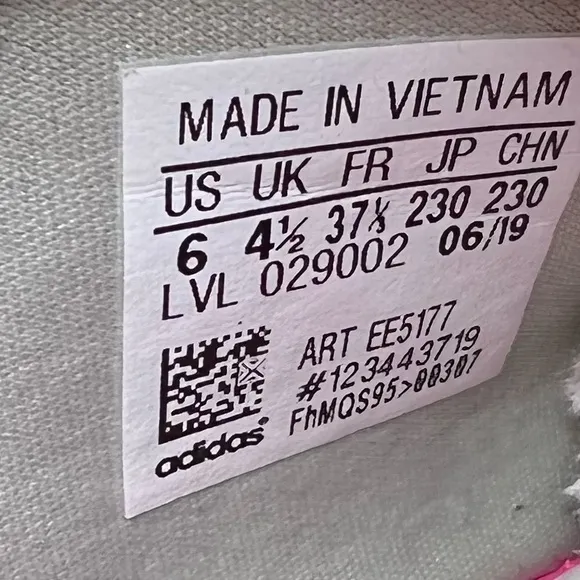 MADE IN VIETNAM
US UK FR JP CHN
6 4½ 37⅓ 230 230
LVL 029002 06/19
ART EE5177
#123443719
FhMQS95>00307
adidas